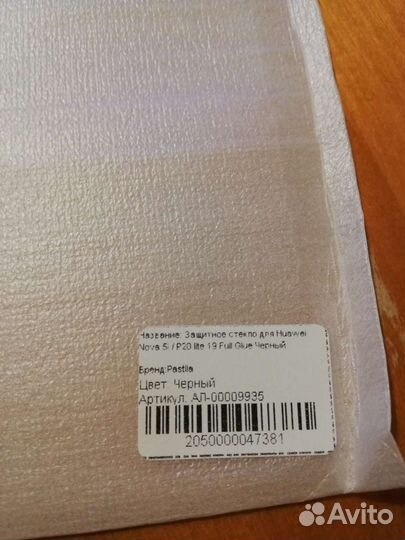 Название: Защитное стекло для Huawei
Nova 5i / P20 lite 19 Full Glue Черный
Бренд:Pastila
Цвет: Черный
Артикул: АЛ-00009935
2050000047381
Avito